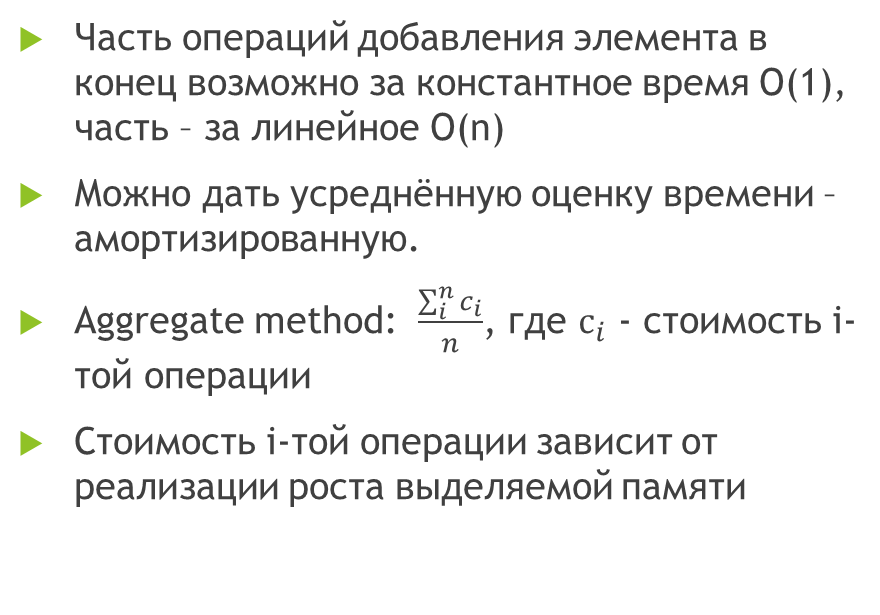 Часть операций добавления элемента в
конец возможно за константное время O(1),
часть – за линейное O(n)
Можно дать усреднённую оценку времени –
амортизированную.
Aggregate method: $\frac{\sum_i^n c_i}{n}$, где $c_i$ - стоимость i-
той операции
Стоимость i-той операции зависит от
реализации роста выделяемой памяти